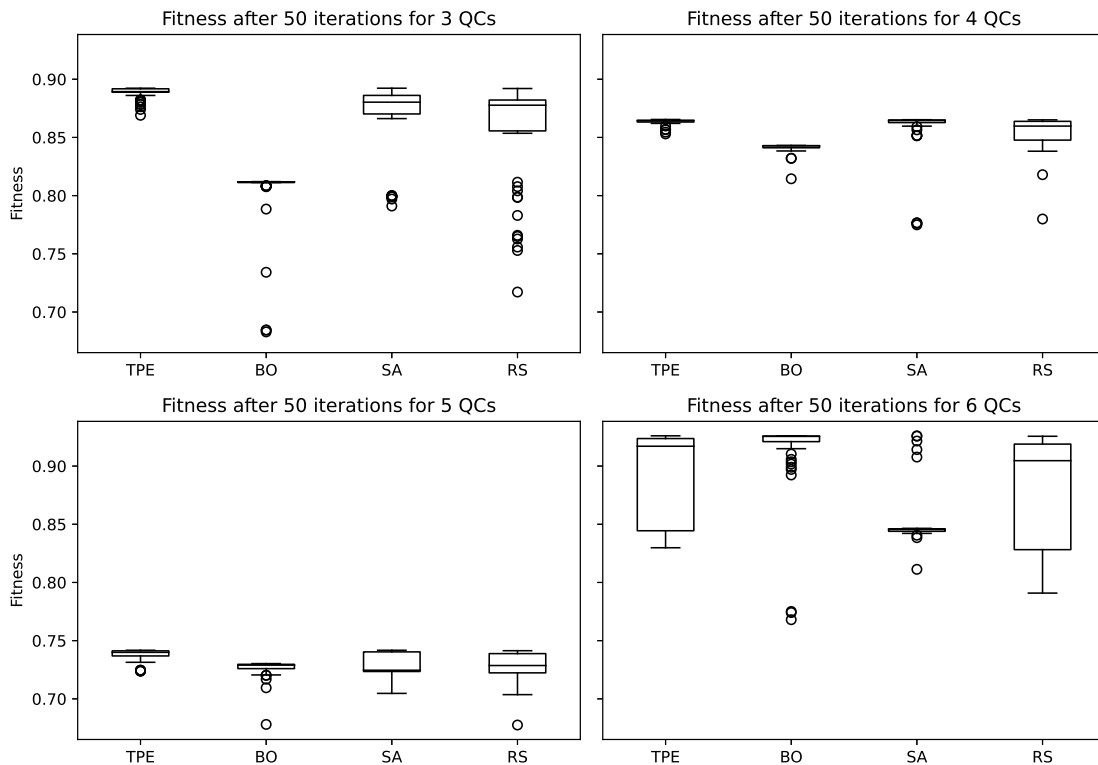 Fitness after 50 iterations for 3 QCs
Fitness after 50 iterations for 4 QCs
Fitness
0.90
0.85
0.80
0.75
0.70
TPE BO SA RS
TPE BO SA RS
Fitness after 50 iterations for 5 QCs
Fitness after 50 iterations for 6 QCs
Fitness
0.90
0.85
0.80
0.75
0.70
TPE BO SA RS
TPE BO SA RS